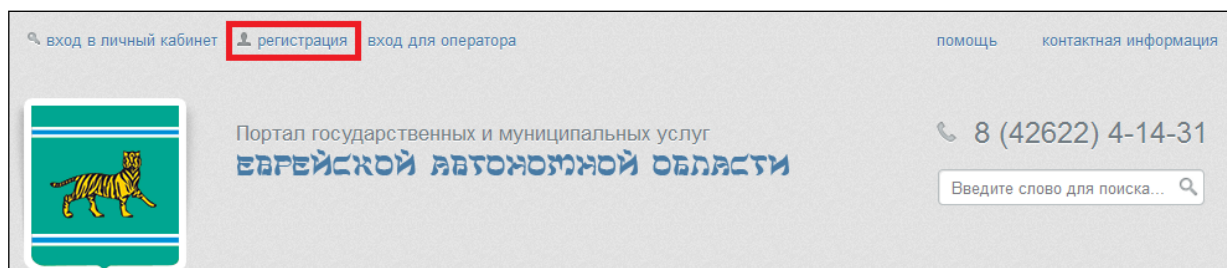 вход в личный кабинет регистрация вход для оператора помощь контактная информация
Портал государственных и муниципальных услуг
ЕВРЕЙСКОЙ АВТОНОМНОЙ ОБЛАСТИ
8 (42622) 4-14-31
Введите слово для поиска...